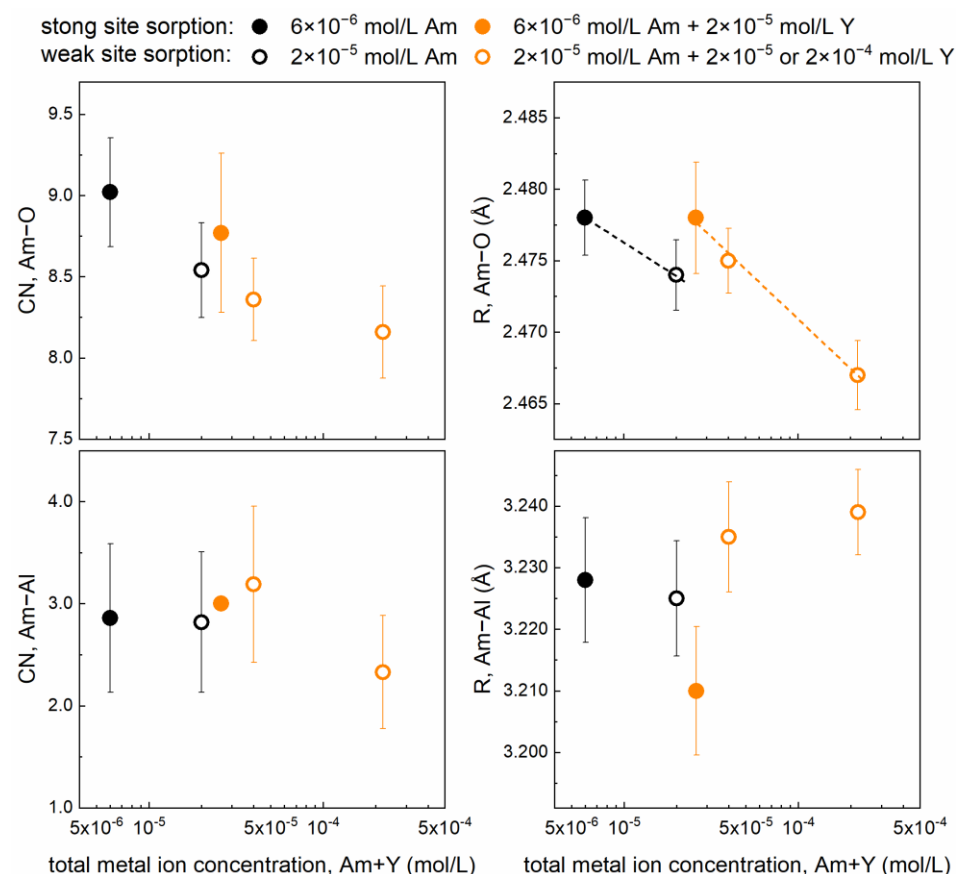 stong site sorption: 6×10⁻⁶ mol/L Am 6×10⁻⁶ mol/L Am + 2×10⁻⁵ mol/L Y
weak site sorption: 2×10⁻⁵ mol/L Am 2×10⁻⁵ mol/L Am + 2×10⁻⁵ or 2×10⁻⁴ mol/L Y
CN, Am−O
9.5
9.0
8.5
8.0
7.5
R, Am−O (Å)
2.485
2.480
2.475
2.470
2.465
CN, Am−Al
4.0
3.0
2.0
1.0
R, Am−Al (Å)
3.240
3.230
3.220
3.210
3.200
5x10⁻⁶ 10⁻⁵ 5x10⁻⁵ 10⁻⁴ 5x10⁻⁴
5x10⁻⁶ 10⁻⁵ 5x10⁻⁵ 10⁻⁴ 5x10⁻⁴
total metal ion concentration, Am+Y (mol/L)
total metal ion concentration, Am+Y (mol/L)